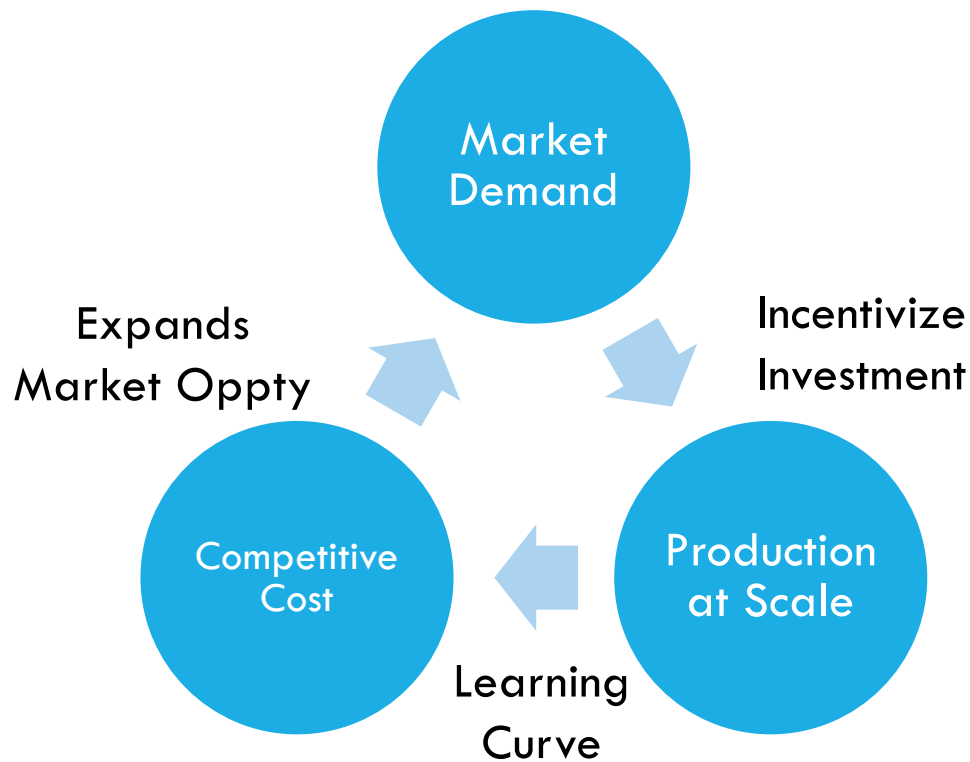 Market
Demand
Expands
Market Oppty
Incentivize
Investment
Competitive
Cost
Production
at Scale
Learning
Curve